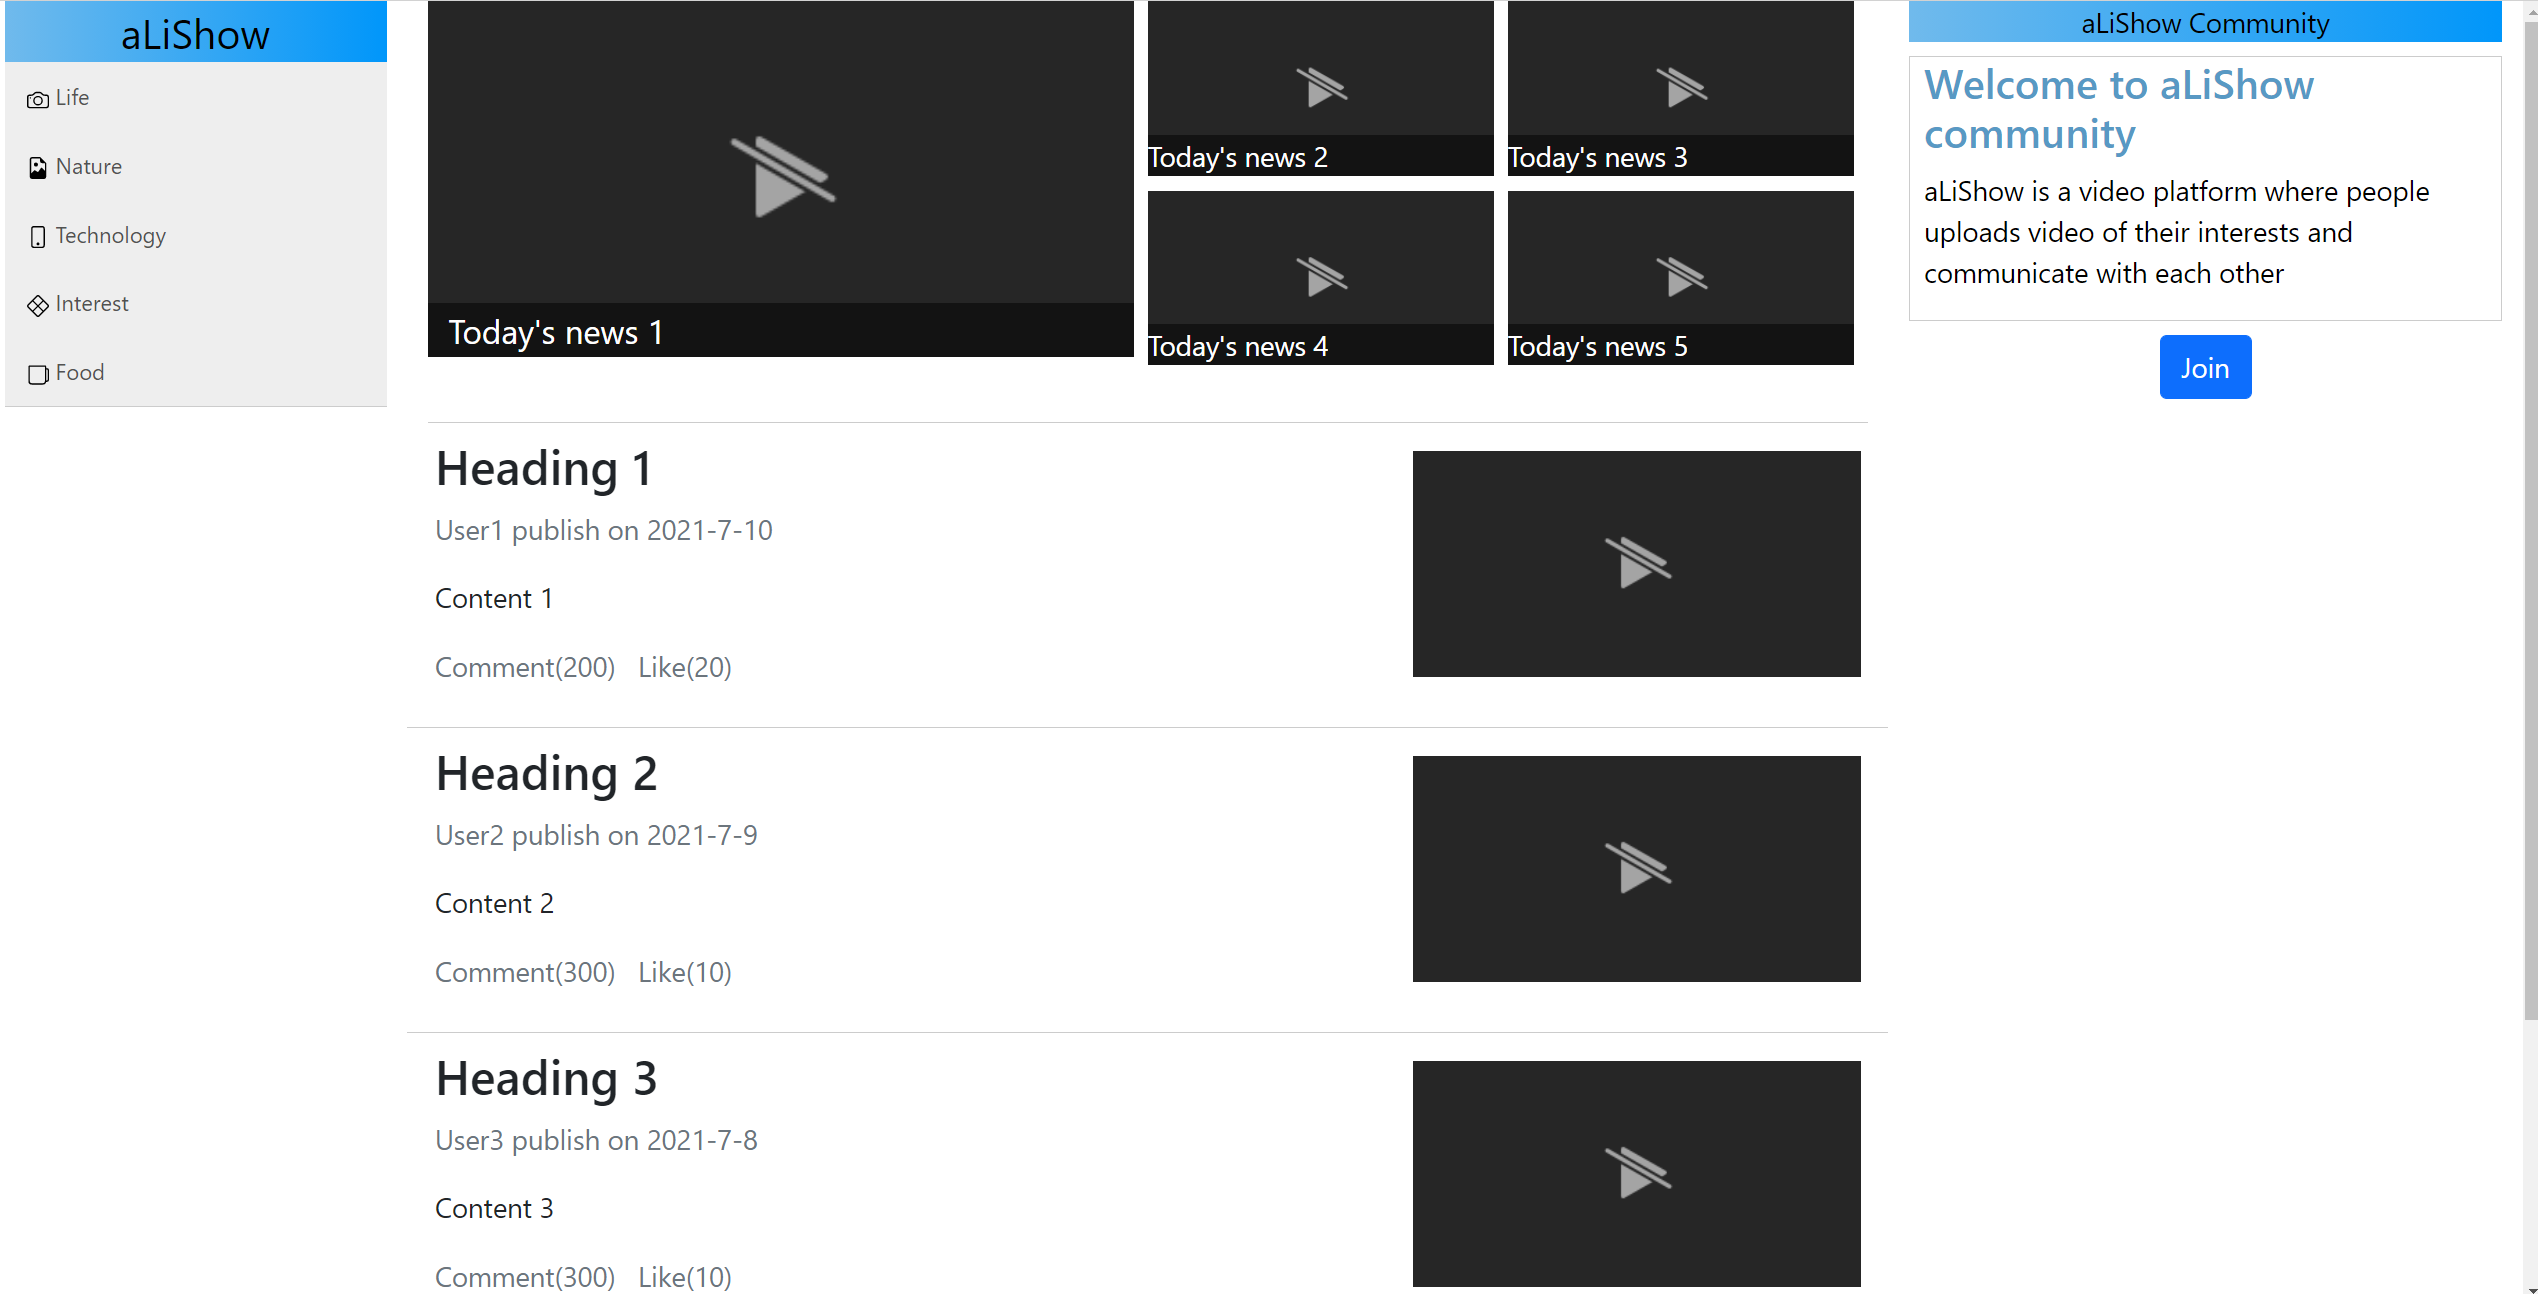 aLiShow
Life
Nature
Technology
Interest
Food
Today's news 1
Today's news 2
Today's news 3
Today's news 4
Today's news 5
Heading 1
User1 publish on 2021-7-10
Content 1
Comment(200) Like(20)
Heading 2
User2 publish on 2021-7-9
Content 2
Comment(300) Like(10)
Heading 3
User3 publish on 2021-7-8
Content 3
Comment(300) Like(10)
aLiShow Community
Welcome to aLiShow
community
aLiShow is a video platform where people
uploads video of their interests and
communicate with each other
Join